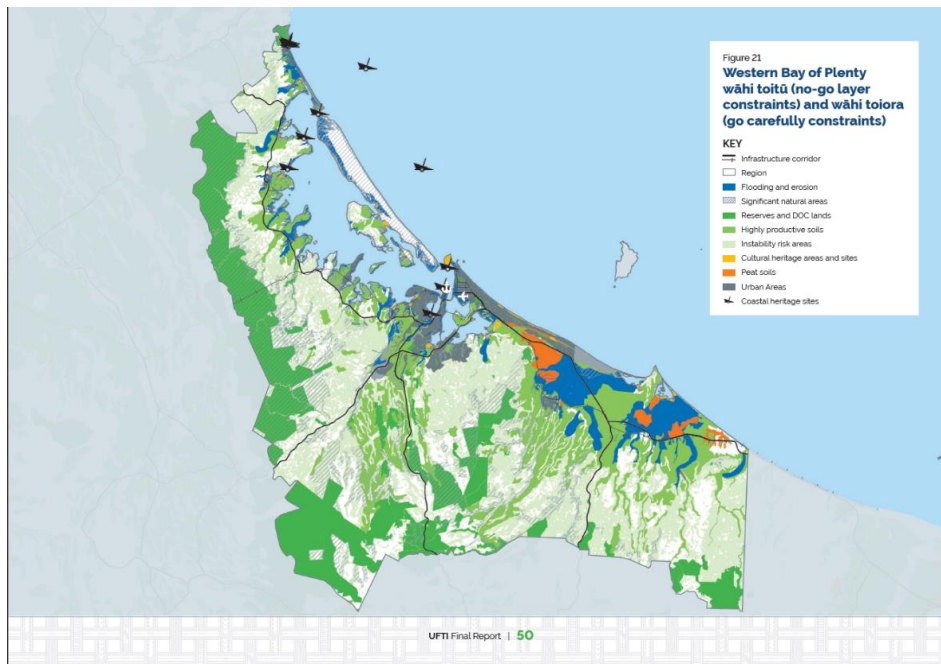 Figure 21
Western Bay of Plenty
wāhi toitū (no-go layer
constraints) and wāhi toiora
(go carefully constraints)
KEY
Infrastructure corridor
Region
Flooding and erosion
Significant natural areas
Reserves and DOC lands
Highly productive soils
Instability risk areas
Cultural heritage areas and sites
Peat soils
Urban Areas
Coastal heritage sites
UFTI Final Report | 50